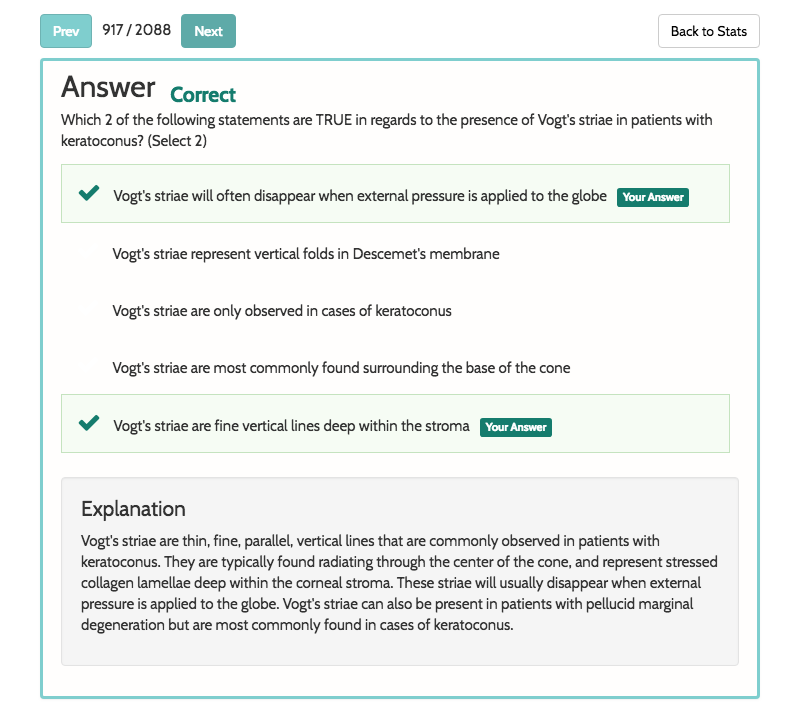 Prev 917 / 2088 Next Back to Stats
Answer Correct
Which 2 of the following statements are TRUE in regards to the presence of Vogt's striae in patients with
keratoconus? (Select 2)
Vogt's striae will often disappear when external pressure is applied to the globe Your Answer
Vogt's striae represent vertical folds in Descemet's membrane
Vogt's striae are only observed in cases of keratoconus
Vogt's striae are most commonly found surrounding the base of the cone
Vogt's striae are fine vertical lines deep within the stroma Your Answer
Explanation
Vogt's striae are thin, fine, parallel, vertical lines that are commonly observed in patients with
keratoconus. They are typically found radiating through the center of the cone, and represent stressed
collagen lamellae deep within the corneal stroma. These striae will usually disappear when external
pressure is applied to the globe. Vogt's striae can also be present in patients with pellucid marginal
degeneration but are most commonly found in cases of keratoconus.